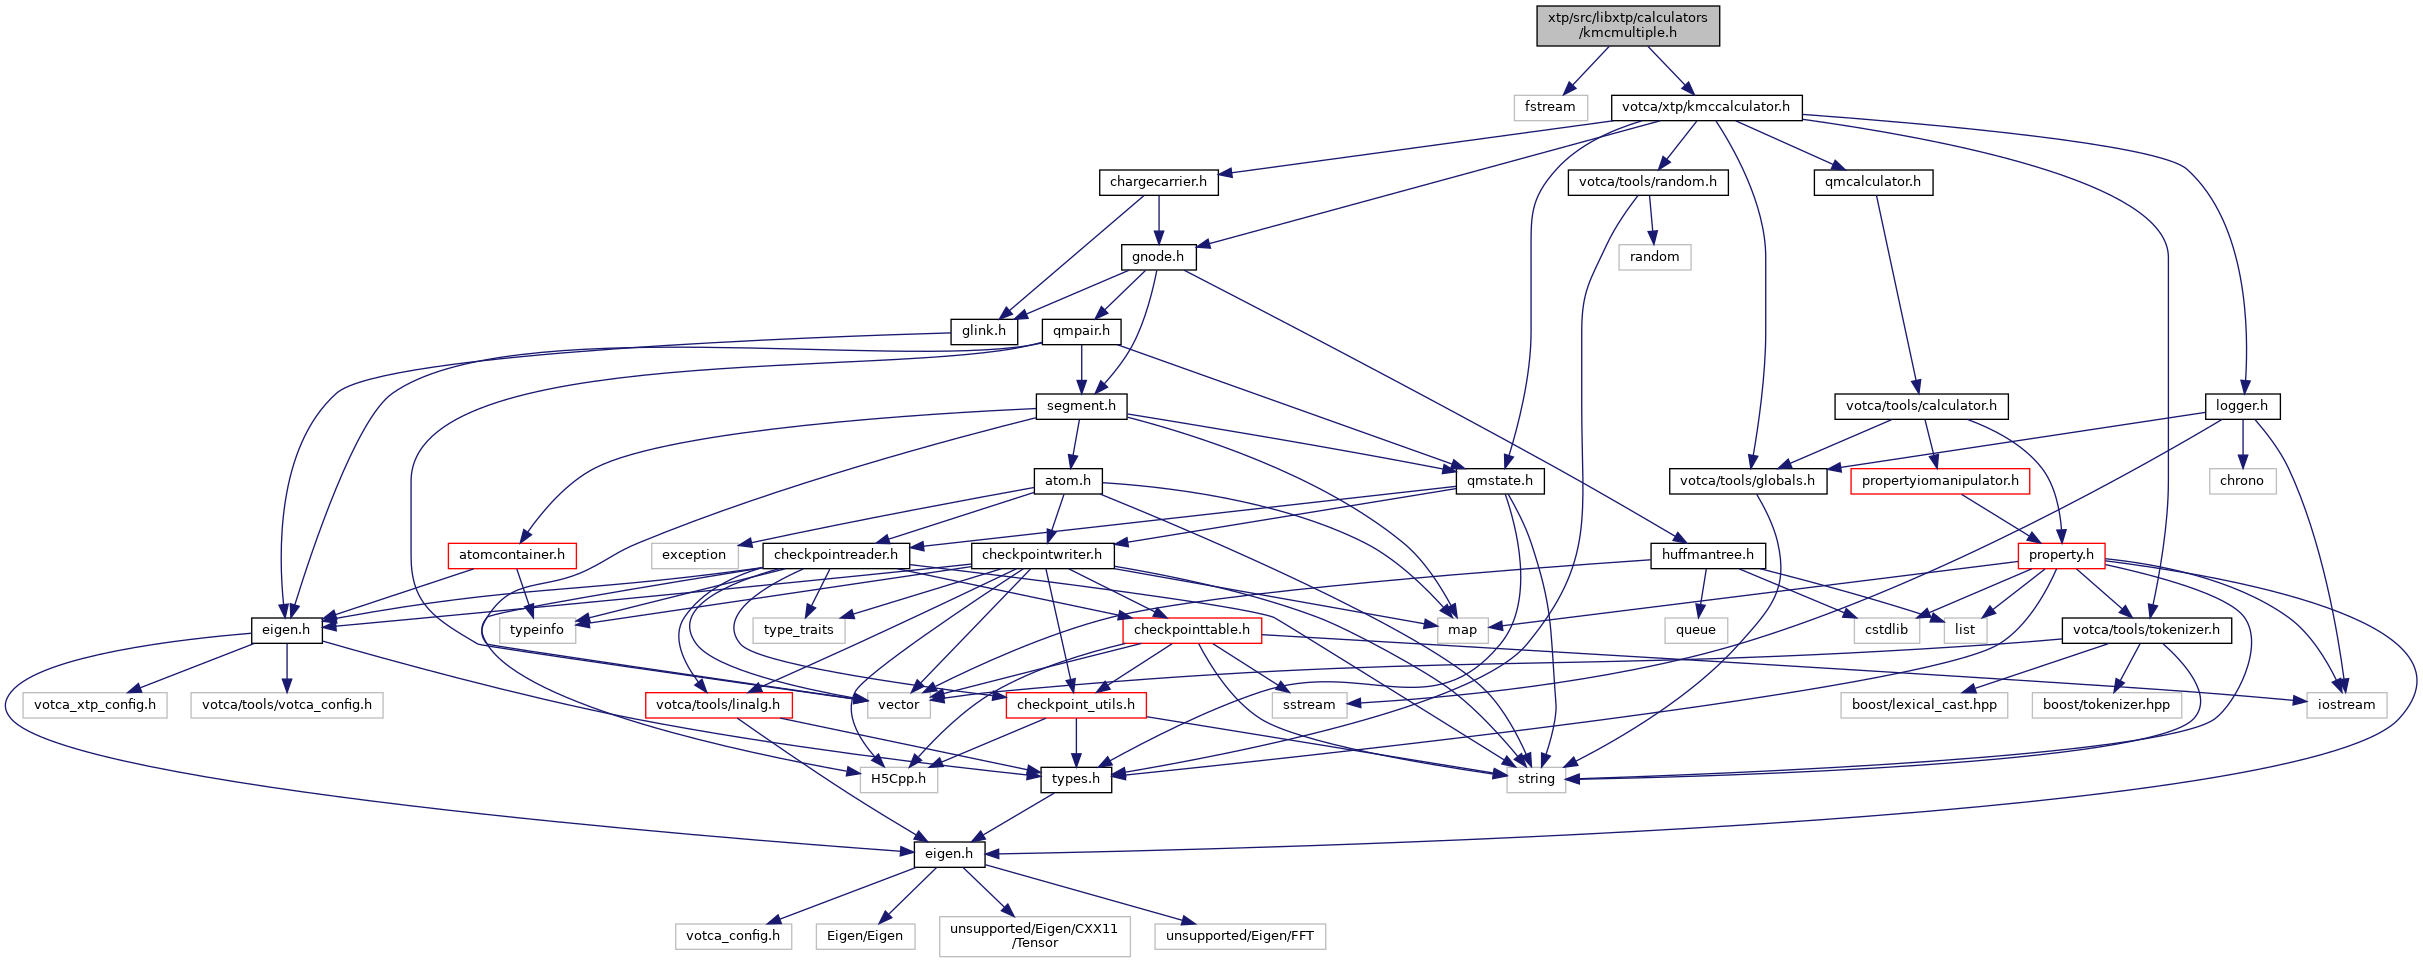 xtp/src/libxtp/calculators
/kmcmultiple.h
fstream
votca/xtp/kmccalculator.h
chargecarrier.h
votca/tools/random.h
qmcalculator.h
gnode.h
random
glink.h
qmpair.h
segment.h
votca/tools/calculator.h
logger.h
atom.h
qmstate.h
votca/tools/globals.h
propertyiomanipulator.h
chrono
atomcontainer.h
exception
checkpointreader.h
checkpointwriter.h
huffmantree.h
property.h
eigen.h
typeinfo
type_traits
checkpointtable.h
map
queue
cstdlib
list
votca/tools/tokenizer.h
votca_xtp_config.h
votca/tools/votca_config.h
votca/tools/linalg.h
vector
checkpoint_utils.h
sstream
boost/lexical_cast.hpp
boost/tokenizer.hpp
iostream
H5Cpp.h
types.h
string
eigen.h
votca_config.h
Eigen/Eigen
unsupported/Eigen/CXX11
/Tensor
unsupported/Eigen/FFT